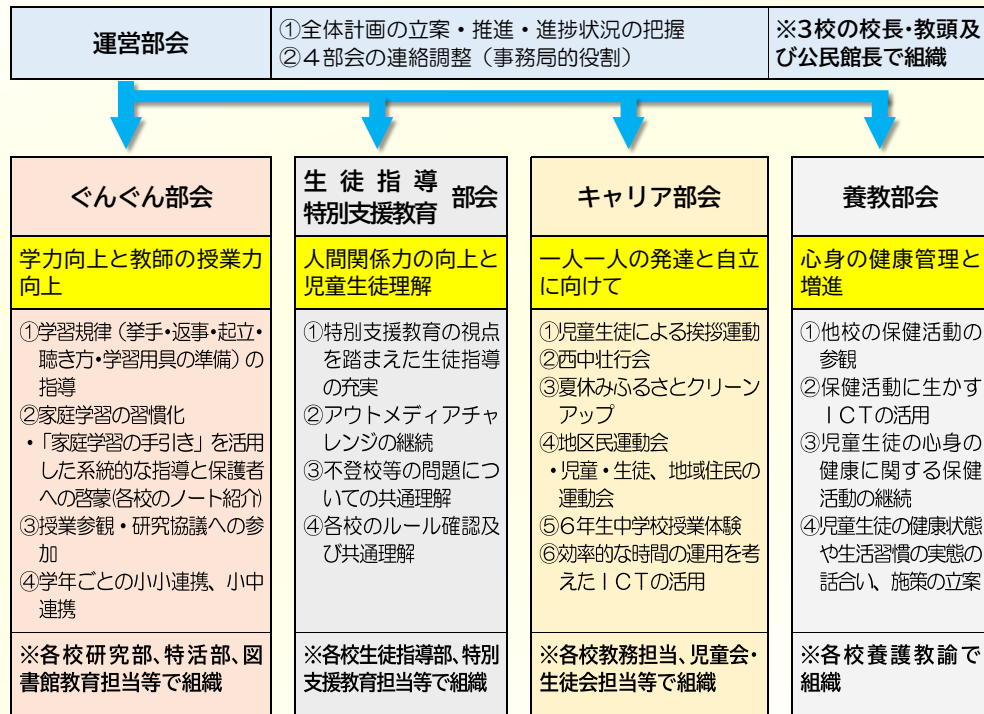 運営部会
①全体計画の立案・推進・進捗状況の把握
②４部会の連絡調整（事務局的役割）
※3校の校長・教頭及
び公民館長で組織
ぐんぐん部会
学力向上と教師の授業力
向上
①学習規律（挙手・返事・起立・
聴き方・学習用具の準備）の
指導
②家庭学習の習慣化
・「家庭学習の手引き」を活用
した系統的な指導と保護者
への啓蒙(各校のノート紹介)
③授業参観・研究協議への参
加
④学年ごとの小小連携、小中
連携
※各校研究部、特活部、図
書館教育担当等で組織
生徒指導
特別支援教育
部会
人間関係力の向上と
児童生徒理解
①特別支援教育の視点
を踏まえた生徒指導
の充実
②アウトメディアチャ
レンジの継続
③不登校等の問題につ
いての共通理解
④各校のルール確認及
び共通理解
※各校生徒指導部、特別
支援教育担当等で組織
キャリア部会
一人一人の発達と自立
に向けて
①児童生徒による挨拶運動
②西中壮行会
③夏休みふるさとクリーン
アップ
④地区民運動会
・児童・生徒、地域住民の
運動会
⑤６年生中学校授業体験
⑥効率的な時間の運用を考
えたＩＣＴの活用
※各校教務担当、児童会・
生徒会担当等で組織
養教部会
心身の健康管理と
増進
①他校の保健活動の
参観
②保健活動に生かす
ＩＣＴの活用
③児童生徒の心身の
健康に関する保健
活動の継続
④児童生徒の健康状態
や生活習慣の実態の
話合い、施策の立案
※各校養護教諭で
組織